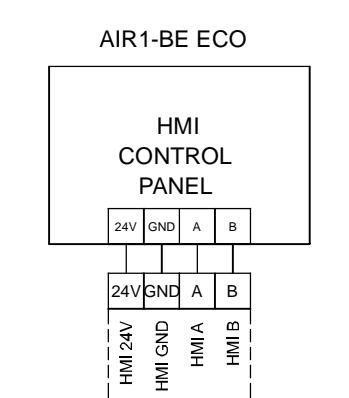 AIR1-BE ECO
HMI
CONTROL
PANEL
24V GND A B
24V GND A B
HMI 24V
HMI GND
HMI A
HMI B